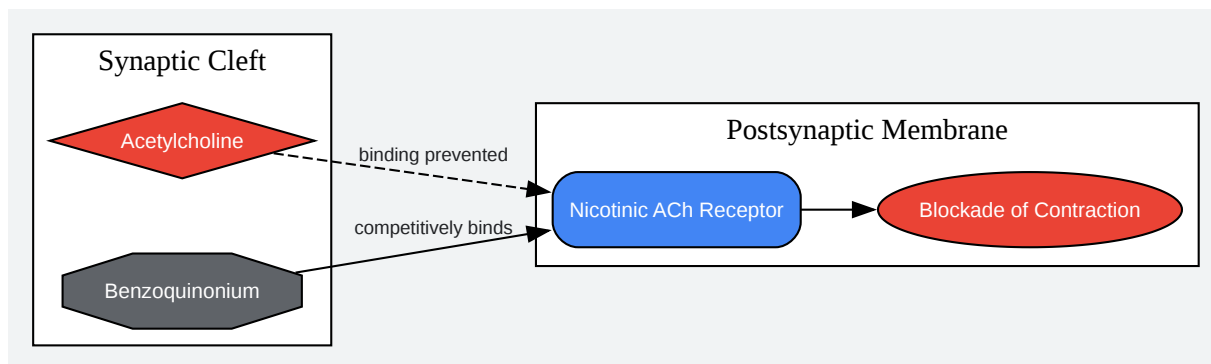 Synaptic Cleft
Acetylcholine
Benzoquinonium
binding prevented
competitively binds
Postsynaptic Membrane
Nicotinic ACh Receptor
Blockade of Contraction